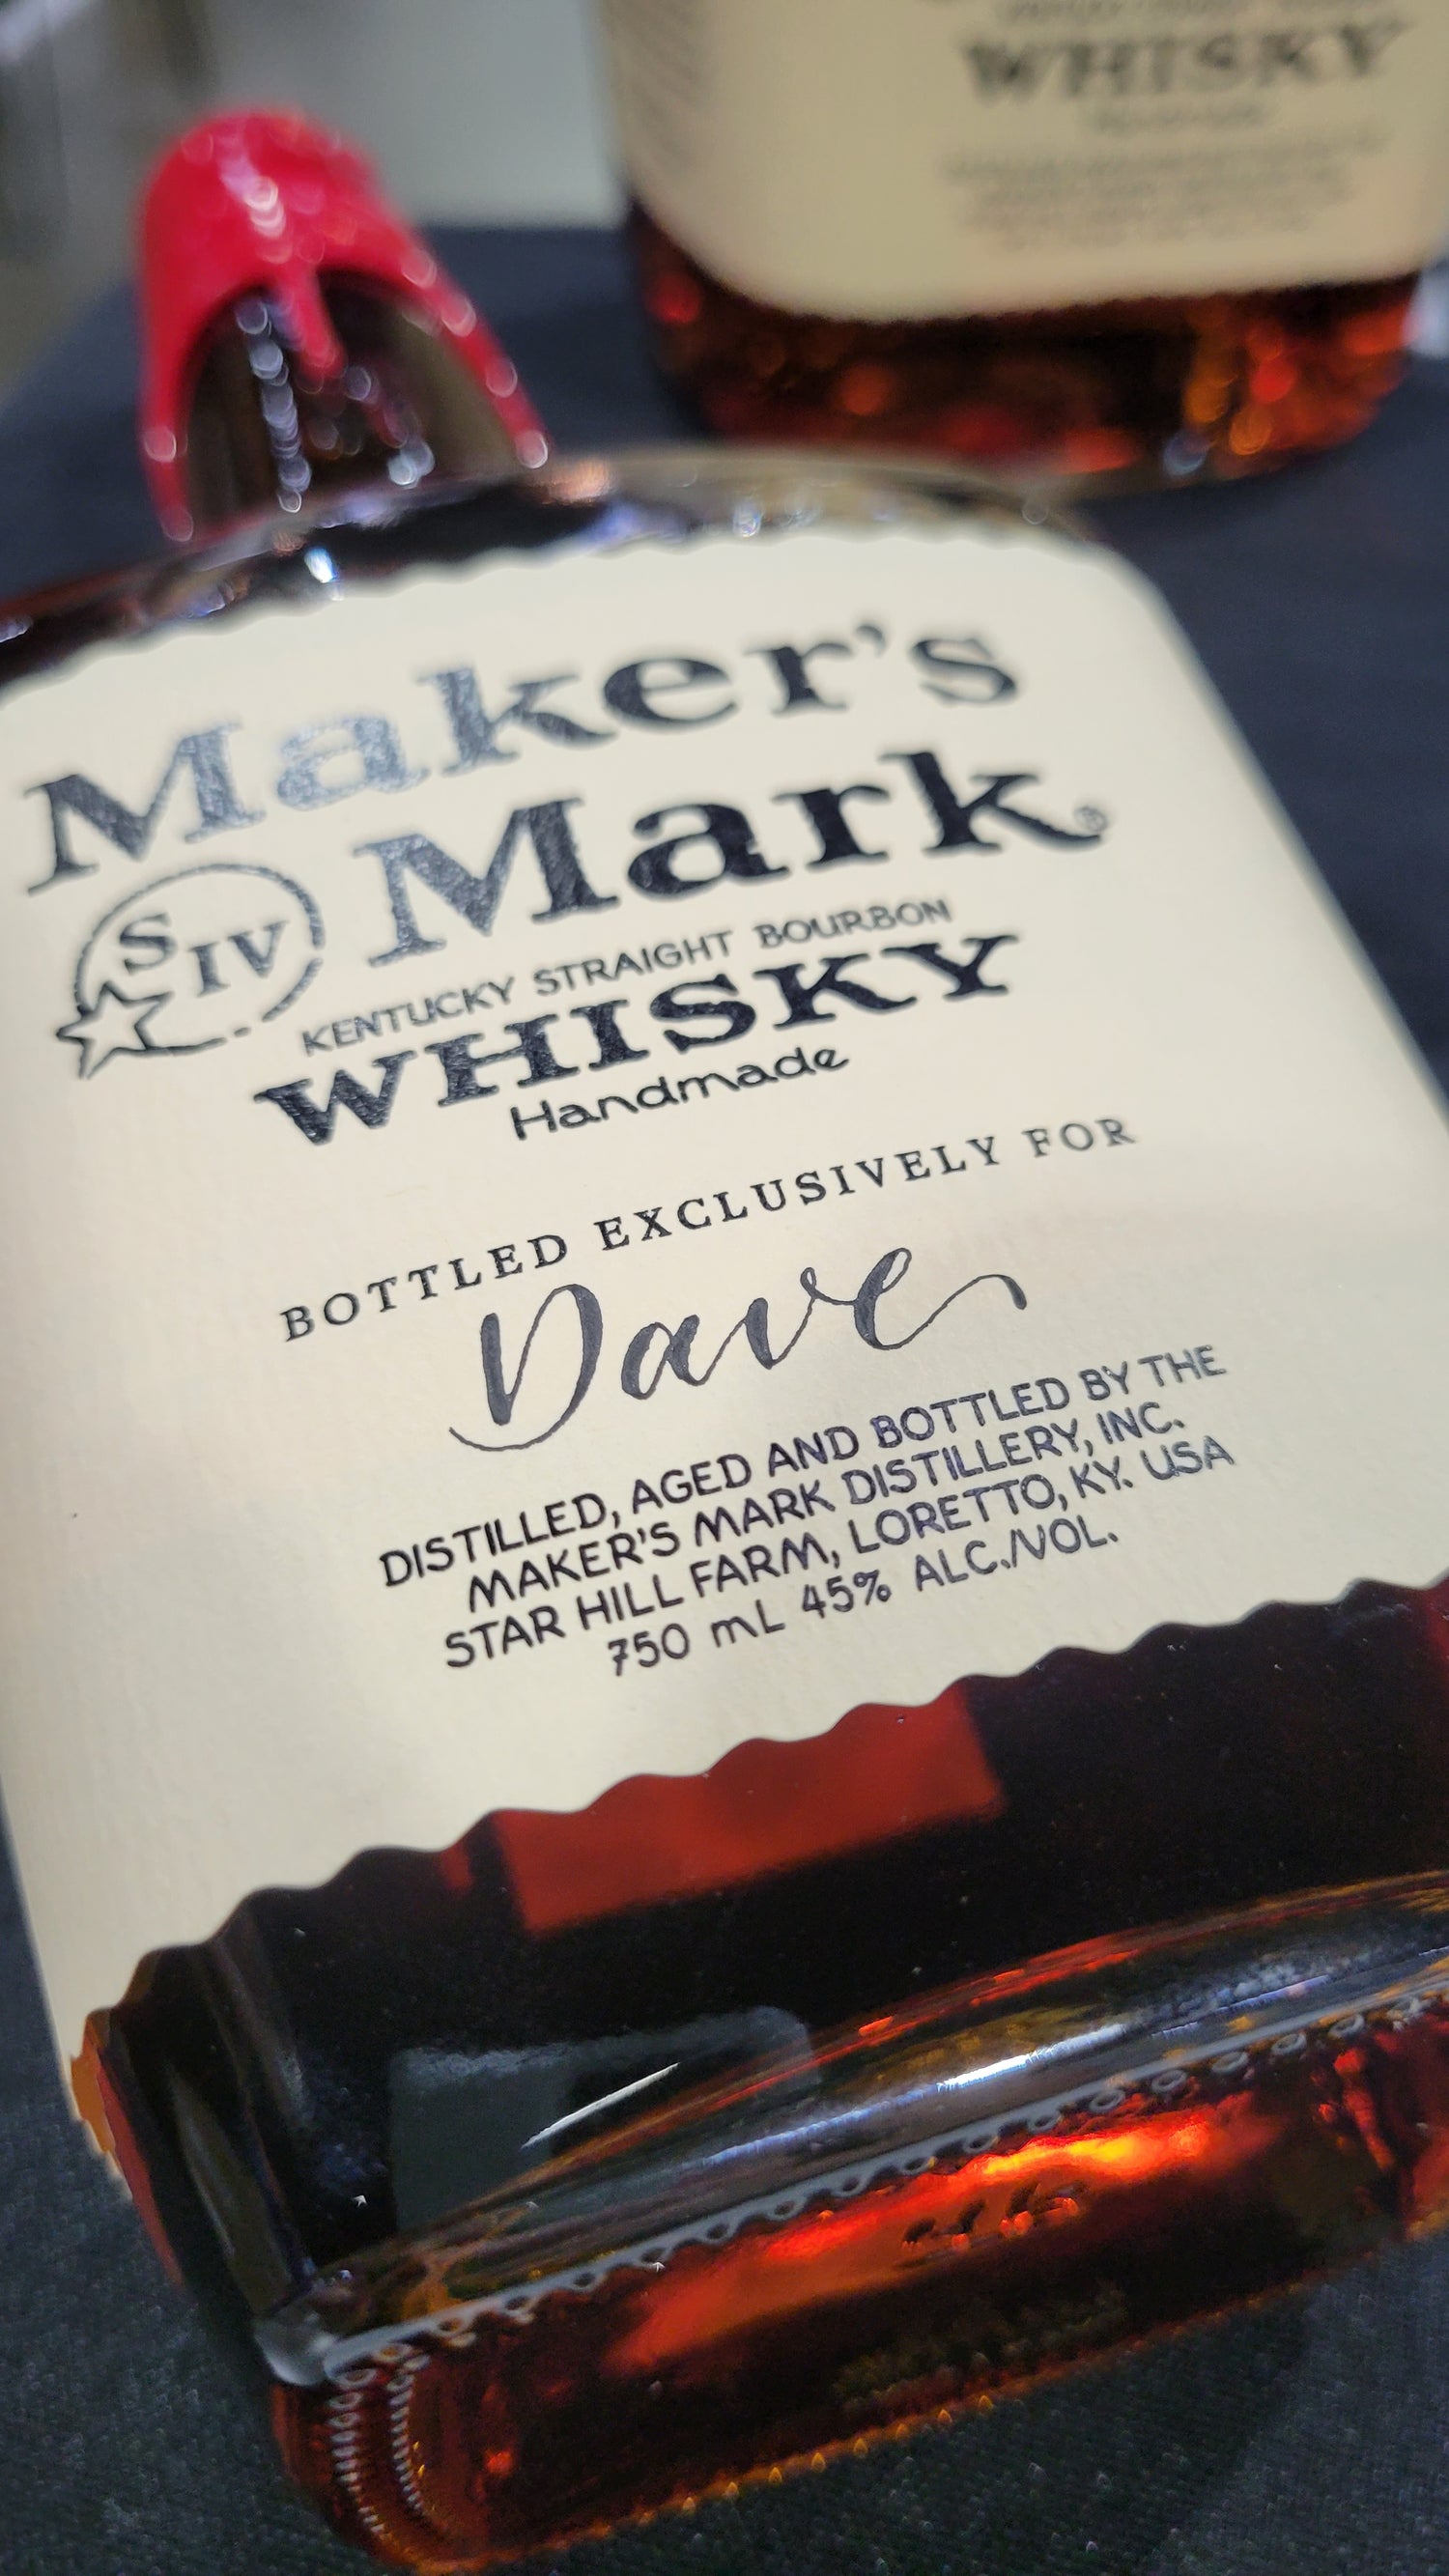 WHISKY
Maker's
Mark®
S IV
KENTUCKY STRAIGHT BOURBON
WHISKY
Handmade
BOTTLED EXCLUSIVELY FOR
Dave
DISTILLED, AGED AND BOTTLED BY THE
MAKER'S MARK DISTILLERY, INC.
STAR HILL FARM, LORETTO, KY. USA
750 mL 45% ALC./VOL.